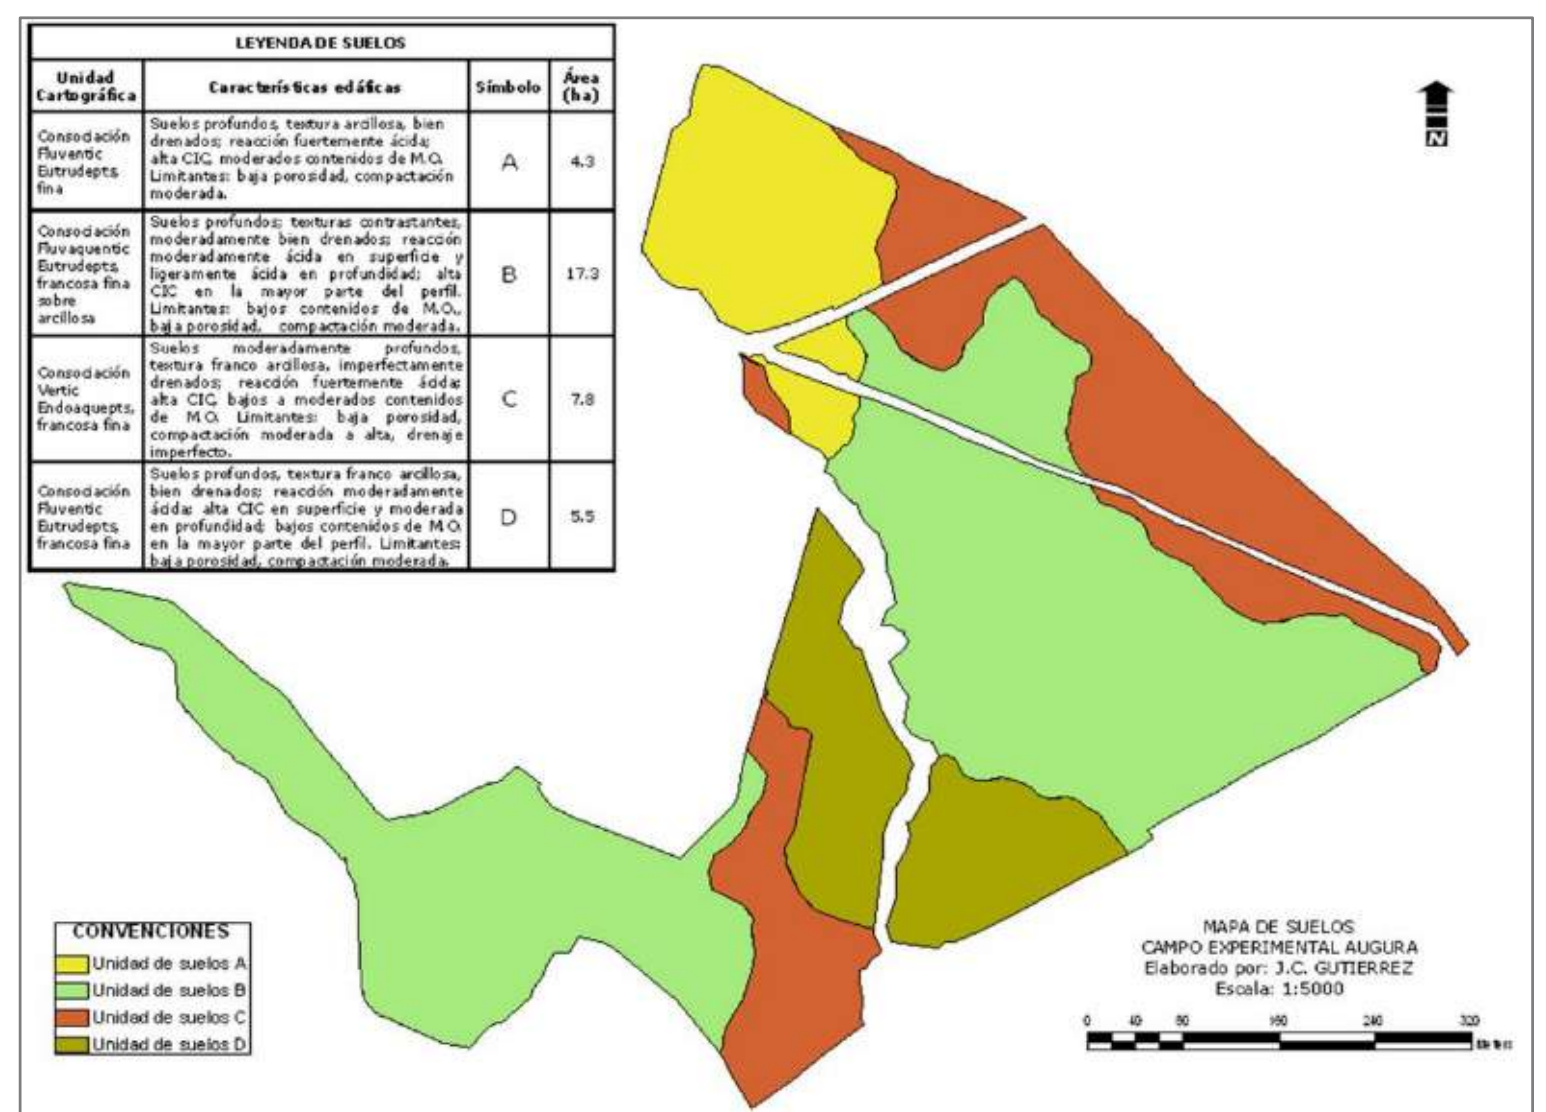 LEYENDA DE SUELOS
Unidad
Cartográfica
Características edáficas
Símbolo
Área
(ha)
Consociación
Fluventic
Eutrudepts,
fina
Suelos profundos, textura arcillosa, bien
drenados; reacción fuertemente ácida;
alta CIC, moderados contenidos de M.O.
Limitantes: baja porosidad, compactación
moderada.
A
4.3
Consociación
Fluvaquentic
Eutrudepts,
francosa fina
sobre
arcillosa
Suelos profundos; texturas contrastantes,
moderadamente bien drenados; reacción
moderadamente ácida en superficie y
ligeramente ácida en profundidad; alta
CIC en la mayor parte del perfil.
Limitantes: bajos contenidos de M.O.,
baja porosidad, compactación moderada.
B
17.3
Consociación
Vertic
Endoaquepts,
francosa fina
Suelos moderadamente profundos,
textura franco arcillosa, imperfectamente
drenados; reacción fuertemente ácida;
alta CIC, bajos a moderados contenidos
de M.O. Limitantes: baja porosidad,
compactación moderada a alta, drenaje
imperfecto.
C
7.8
Consociación
Fluventic
Eutrudepts,
francosa fina
Suelos profundos, textura franco arcillosa,
bien drenados; reacción moderadamente
ácida; alta CIC en superficie y moderada
en profundidad; bajos contenidos de M.O.
en la mayor parte del perfil. Limitantes:
baja porosidad, compactación moderada.
D
5.5
N
CONVENCIONES
Unidad de suelos A
Unidad de suelos B
Unidad de suelos C
Unidad de suelos D
MAPA DE SUELOS
CAMPO EXPERIMENTAL AUGURA
Elaborado por: J.C. GUTIERREZ
Escala: 1:5000
0 40 80 160 240 320
Meters